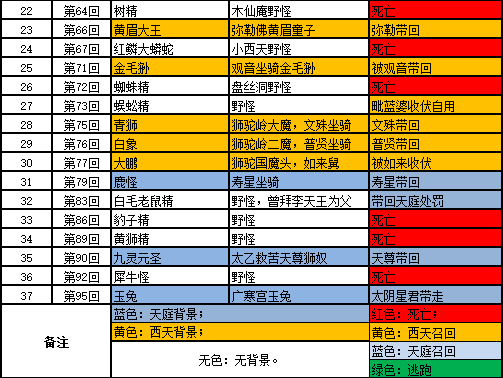 22 第64回 树精 木仙庵野怪 死亡
23 第66回 黄眉大王 弥勒佛黄眉童子 弥勒带回
24 第67回 红鳞大蟒蛇 小西天野怪 死亡
25 第71回 金毛犼 观音坐骑金毛犼 被观音带回
26 第72回 蜘蛛精 盘丝洞野怪 死亡
27 第73回 蜈蚣精 野怪 毗蓝婆收伏自用
28 第75回 青狮 狮驼岭大魔，文殊坐骑 文殊带回
29 第76回 白象 狮驼岭二魔，普贤坐骑 普贤带回
30 第77回 大鹏 狮驼国魔头，如来舅 被如来收伏
31 第79回 鹿怪 寿星坐骑 寿星带回
32 第83回 白毛老鼠精 野怪，曾拜李天王为父 带回天庭处罚
33 第86回 豹子精 野怪 死亡
34 第89回 黄狮精 野怪 死亡
35 第90回 九灵元圣 太乙救苦天尊狮奴 天尊带回
36 第92回 犀牛怪 野怪 死亡
37 第95回 玉兔 广寒宫玉兔 太阴星君带走
备注 蓝色：天庭背景； 红色：死亡；
黄色：西天背景； 黄色：西天召回
无色：无背景。 蓝色：天庭召回
绿色：逃跑